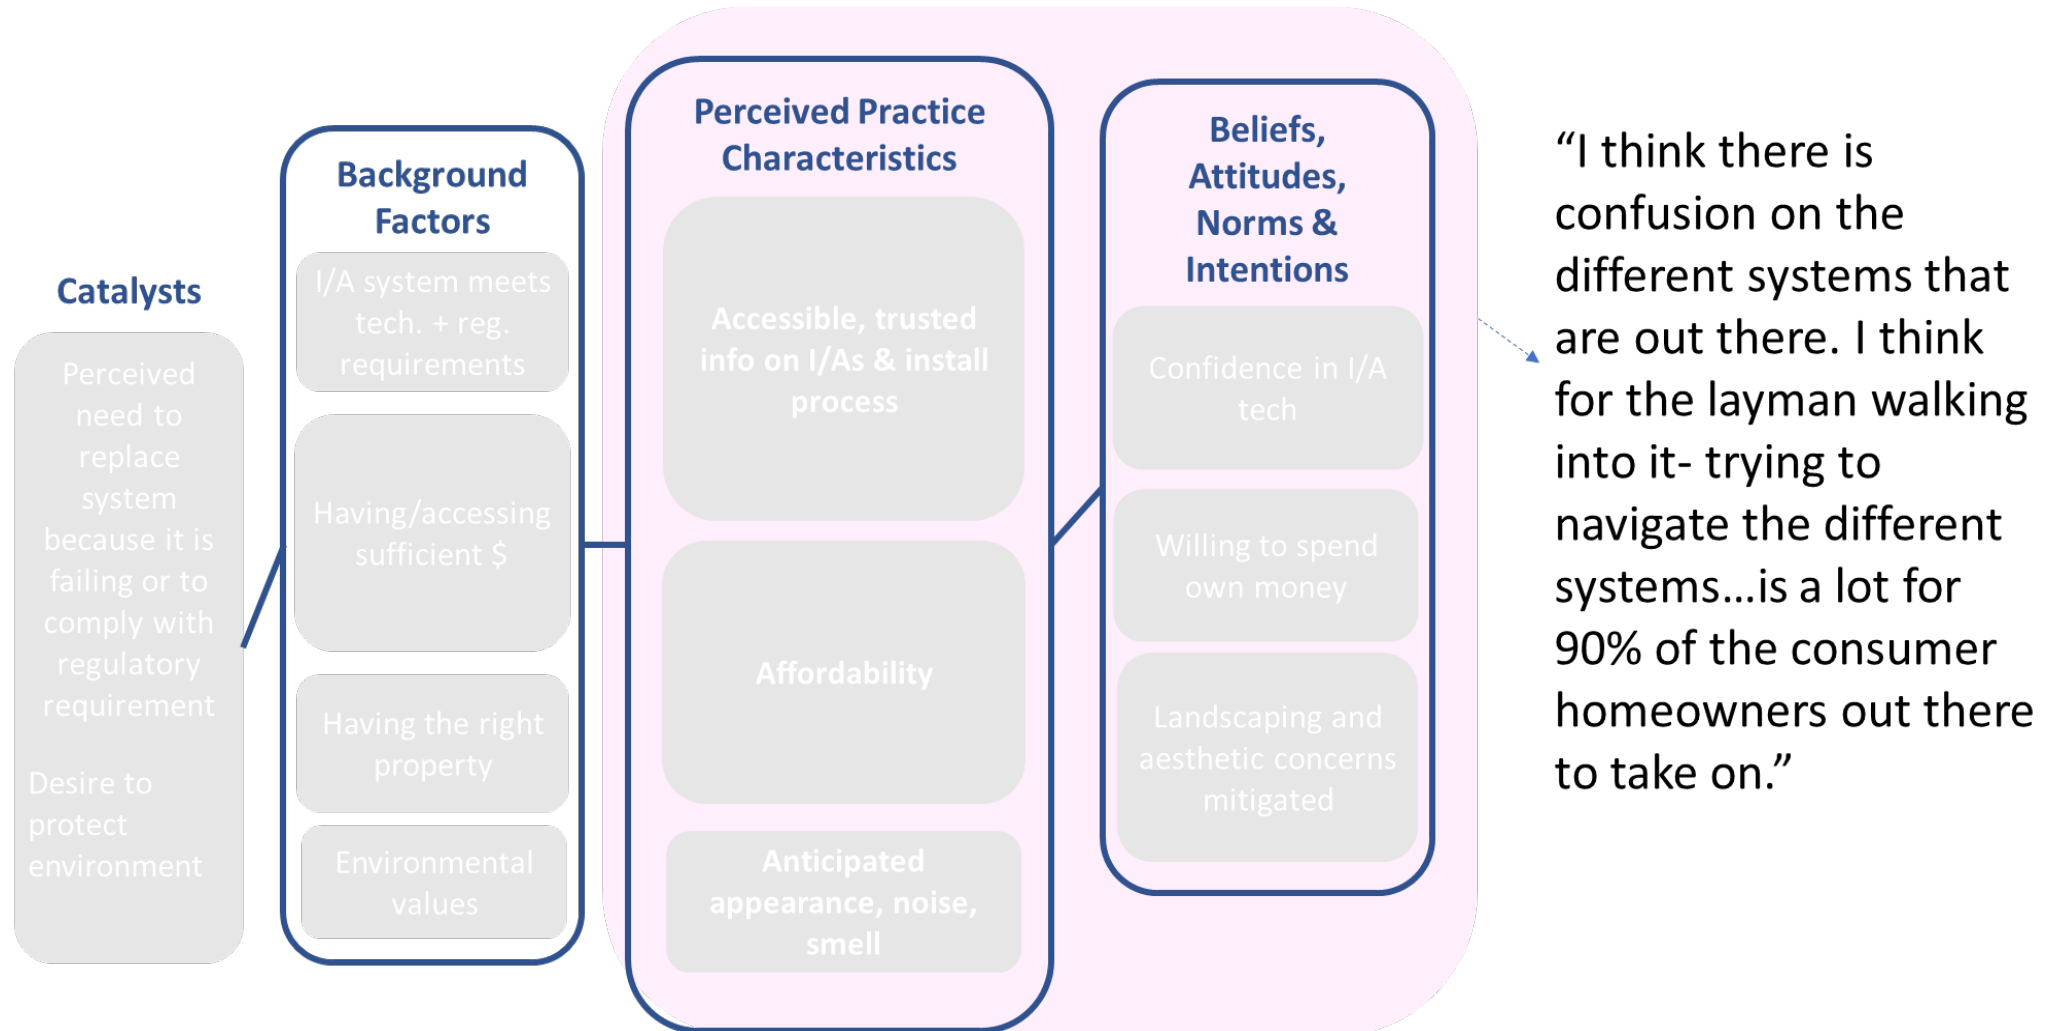 Catalysts
Perceived
need to
replace
system
because it is
failing or to
comply with
regulatory
requirement
Desire to
protect
environment
Background
Factors
I/A system meets
tech. + reg.
requirements
Having/accessing
sufficient $
Having the right
property
Environmental
values
Perceived Practice
Characteristics
Accessible, trusted
info on I/As & install
process
Affordability
Anticipated
appearance, noise,
smell
Beliefs,
Attitudes,
Norms &
Intentions
Confidence in I/A
tech
Willing to spend
own money
Landscaping and
aesthetic concerns
mitigated
“I think there is
confusion on the
different systems that
are out there. I think
for the layman walking
into it- trying to
navigate the different
systems…is a lot for
90% of the consumer
homeowners out there
to take on.”